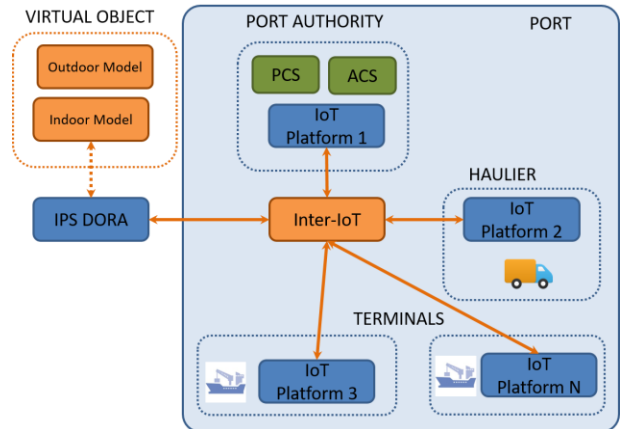 VIRTUAL OBJECT
Outdoor Model
Indoor Model
IPS DORA
PORT AUTHORITY
PORT
PCS
ACS
IoT
Platform 1
Inter-IoT
HAULIER
IoT
Platform 2
TERMINALS
IoT
Platform 3
IoT
Platform N